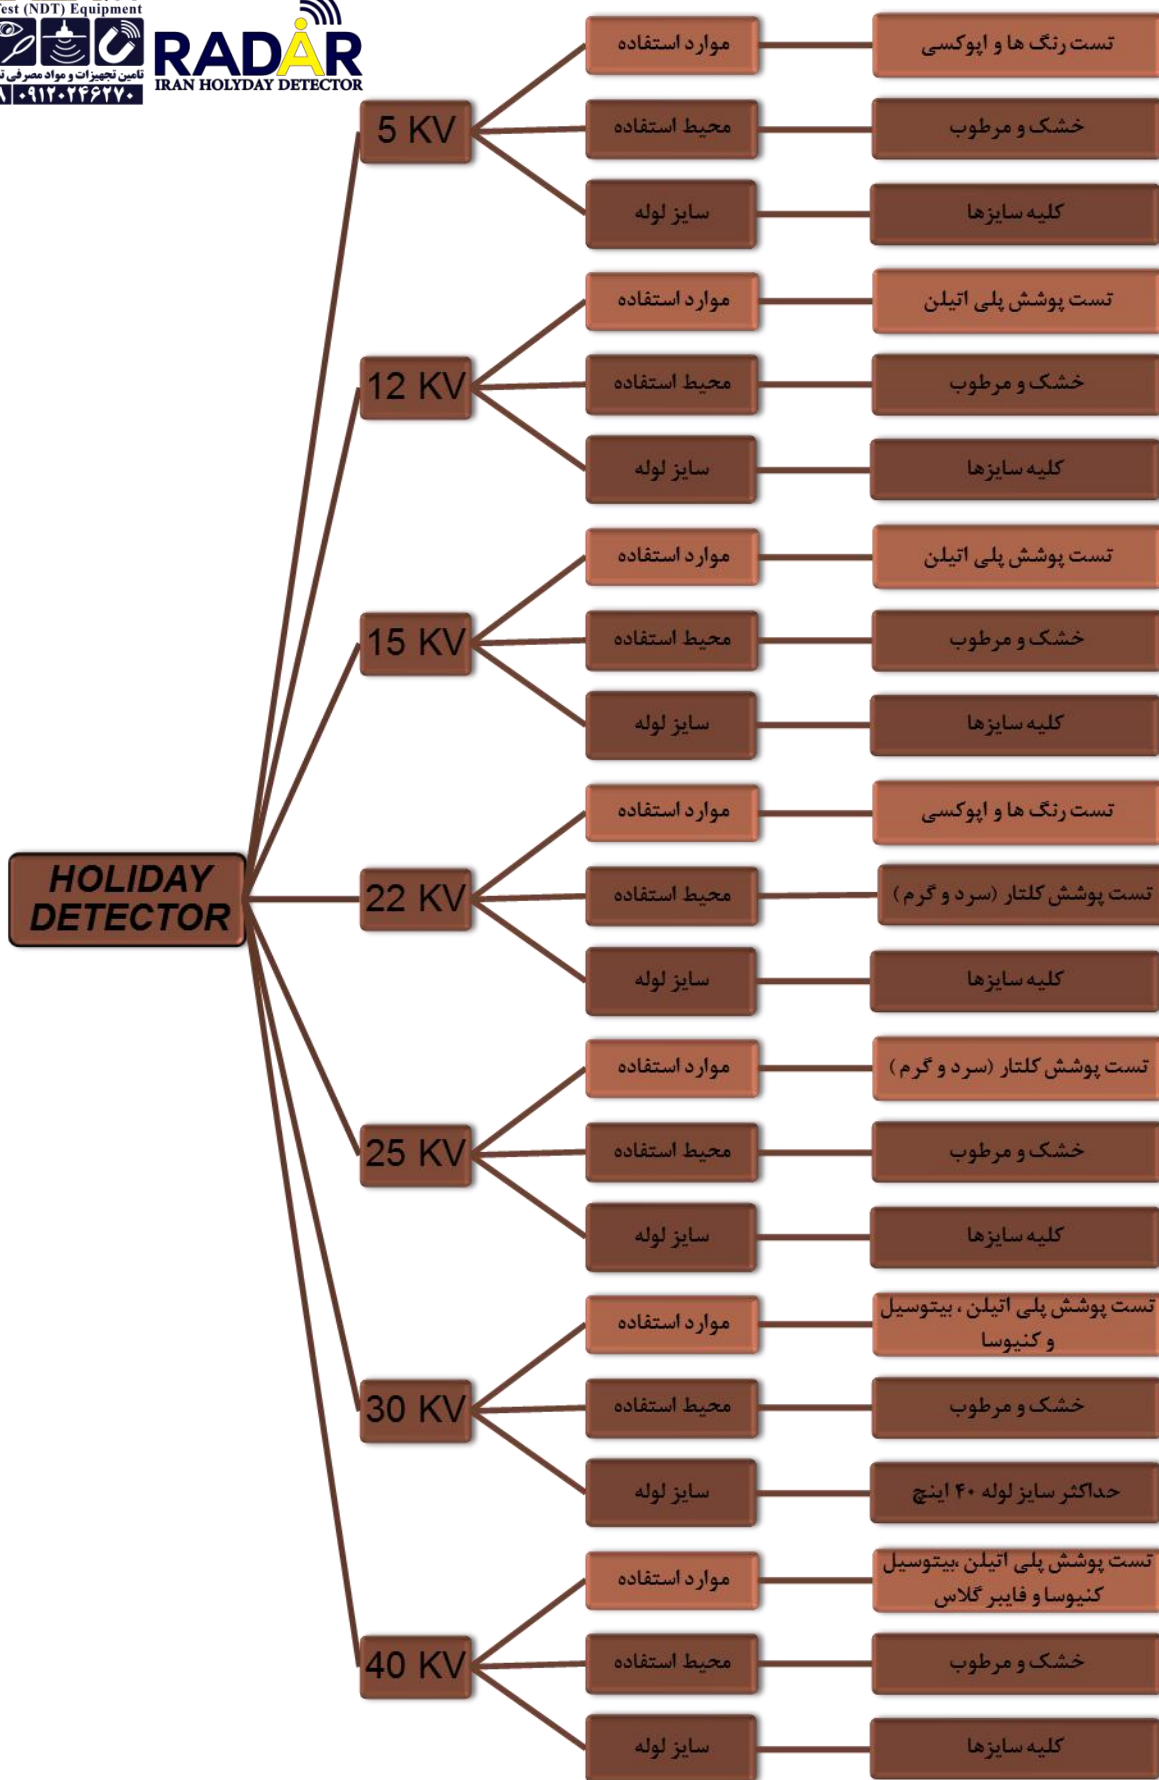 Test (NDT) Equipment
تامین تجهیزات و مواد مصرفی
۰۹۱۲۰۲۴۶۲۷۰
RADAR
IRAN HOLYDAY DETECTOR
HOLIDAY
DETECTOR
5 KV
موارد استفاده
تست رنگ ها و اپوکسی
محیط استفاده
خشک و مرطوب
سایز لوله
کلیه سایزها
12 KV
موارد استفاده
تست پوشش پلی اتیلن
محیط استفاده
خشک و مرطوب
سایز لوله
کلیه سایزها
15 KV
موارد استفاده
تست پوشش پلی اتیلن
محیط استفاده
خشک و مرطوب
سایز لوله
کلیه سایزها
22 KV
موارد استفاده
تست رنگ ها و اپوکسی
محیط استفاده
تست پوشش کلتار (سرد و گرم )
سایز لوله
کلیه سایزها
25 KV
موارد استفاده
تست پوشش کلتار (سرد و گرم )
محیط استفاده
خشک و مرطوب
سایز لوله
کلیه سایزها
30 KV
موارد استفاده
تست پوشش پلی اتیلن ، بیتوسیل
و کنیوسا
محیط استفاده
خشک و مرطوب
سایز لوله
حداکثر سایز لوله ۴۰ اینچ
40 KV
موارد استفاده
تست پوشش پلی اتیلن ،بیتوسیل
کنیوسا و فایبر گلاس
محیط استفاده
خشک و مرطوب
سایز لوله
کلیه سایزها